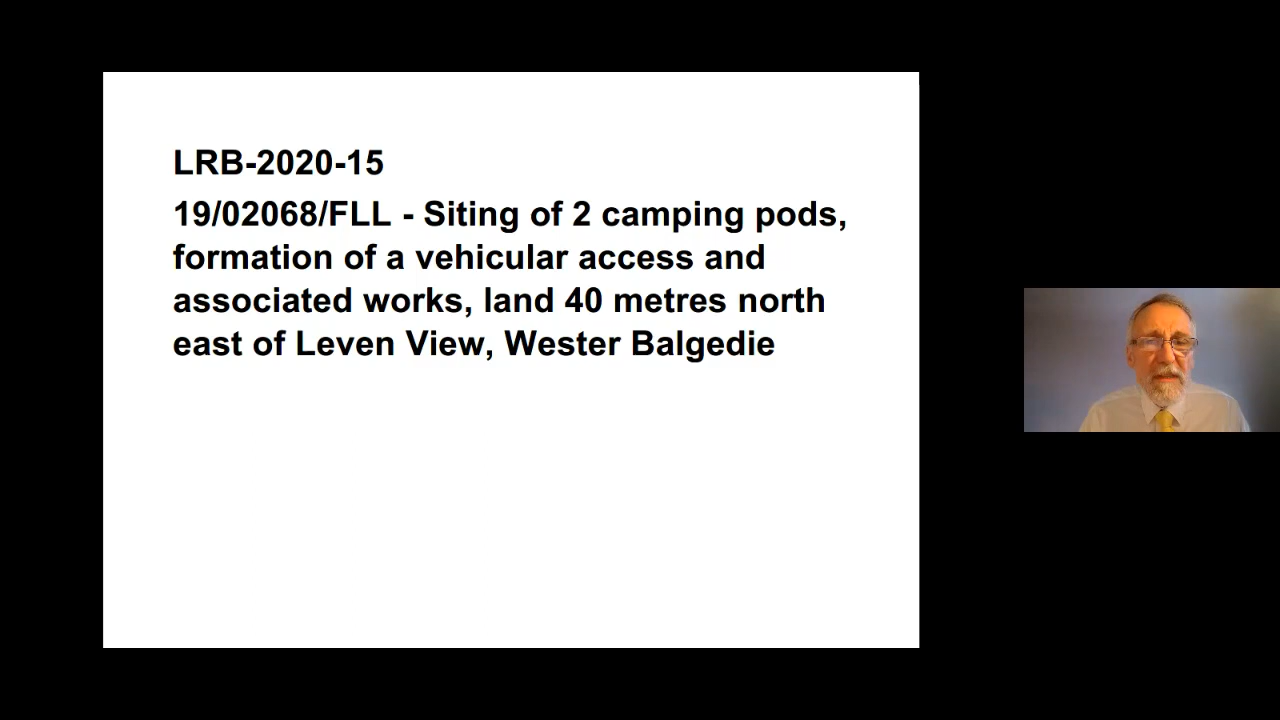 LRB-2020-15
19/02068/FLL - Siting of 2 camping pods,
formation of a vehicular access and
associated works, land 40 metres north
east of Leven View, Wester Balgedie